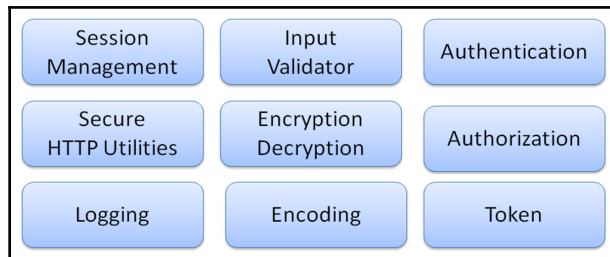 Session
Management
Input
Validator
Authentication
Secure
HTTP Utilities
Encryption
Decryption
Authorization
Logging
Encoding
Token